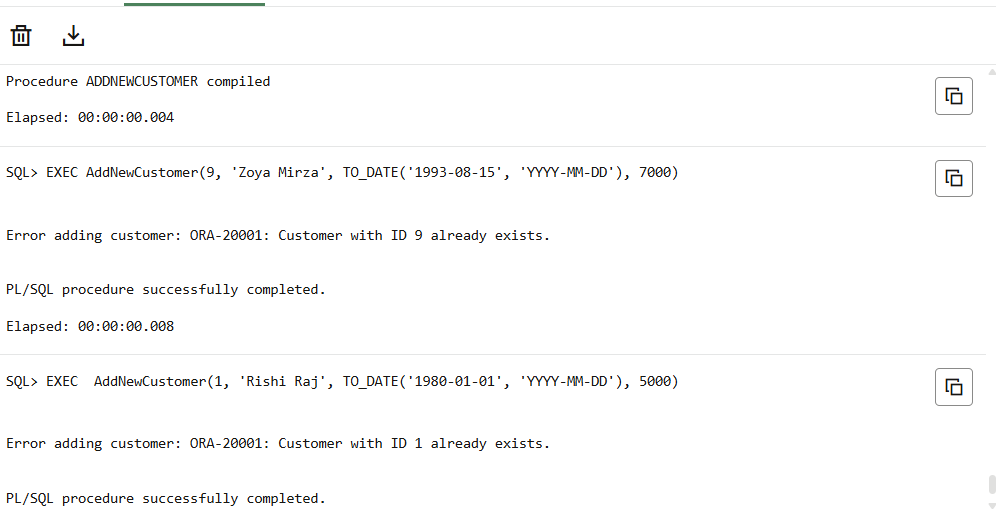 Procedure ADDNEWCUSTOMER compiled
Elapsed: 00:00:00.004
SQL> EXEC AddNewCustomer(9, 'Zoya Mirza', TO_DATE('1993-08-15', 'YYYY-MM-DD'), 7000)
Error adding customer: ORA-20001: Customer with ID 9 already exists.
PL/SQL procedure successfully completed.
Elapsed: 00:00:00.008
SQL> EXEC  AddNewCustomer(1, 'Rishi Raj', TO_DATE('1980-01-01', 'YYYY-MM-DD'), 5000)
Error adding customer: ORA-20001: Customer with ID 1 already exists.
PL/SQL procedure successfully completed.